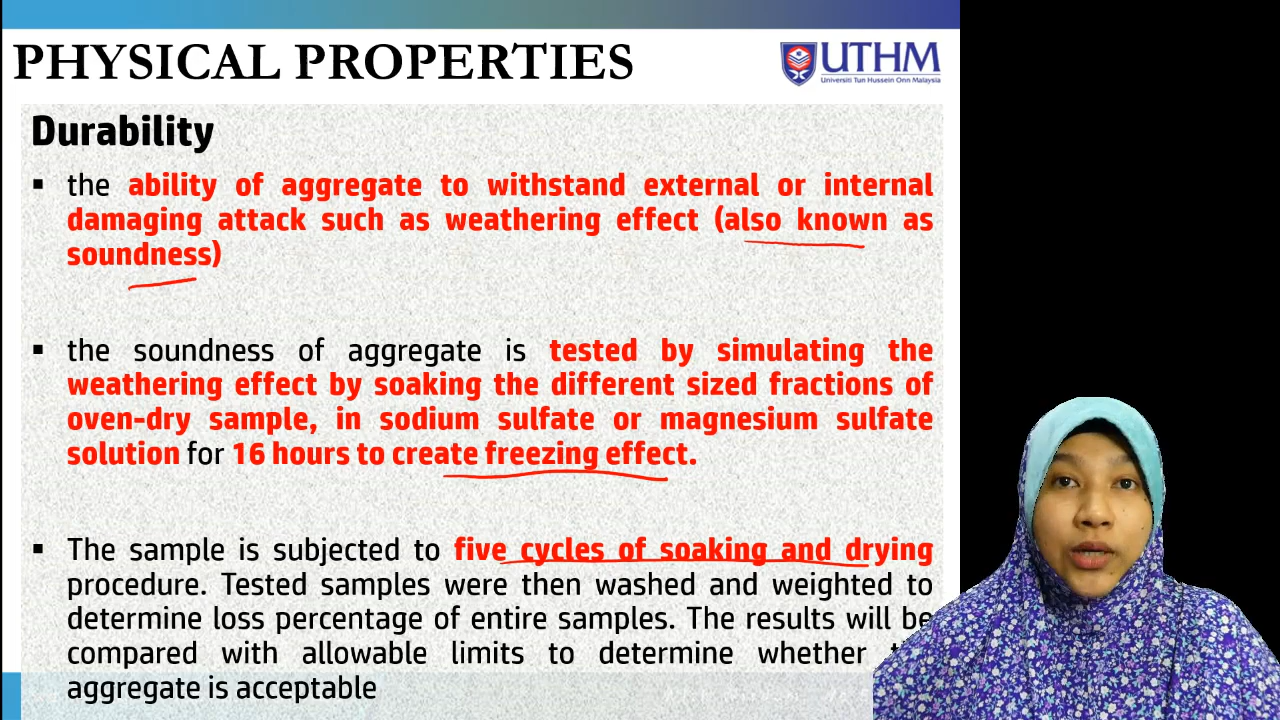 PHYSICAL PROPERTIES
UTHM
Universiti Tun Hussein Onn Malaysia
Durability
▪ the ability of aggregate to withstand external or internal
damaging attack such as weathering effect (also known as
soundness)
▪ the soundness of aggregate is tested by simulating the
weathering effect by soaking the different sized fractions of
oven-dry sample, in sodium sulfate or magnesium sulfate
solution for 16 hours to create freezing effect.
▪ The sample is subjected to five cycles of soaking and drying
procedure. Tested samples were then washed and weighted to
determine loss percentage of entire samples. The results will be
compared with allowable limits to determine whether
aggregate is acceptable